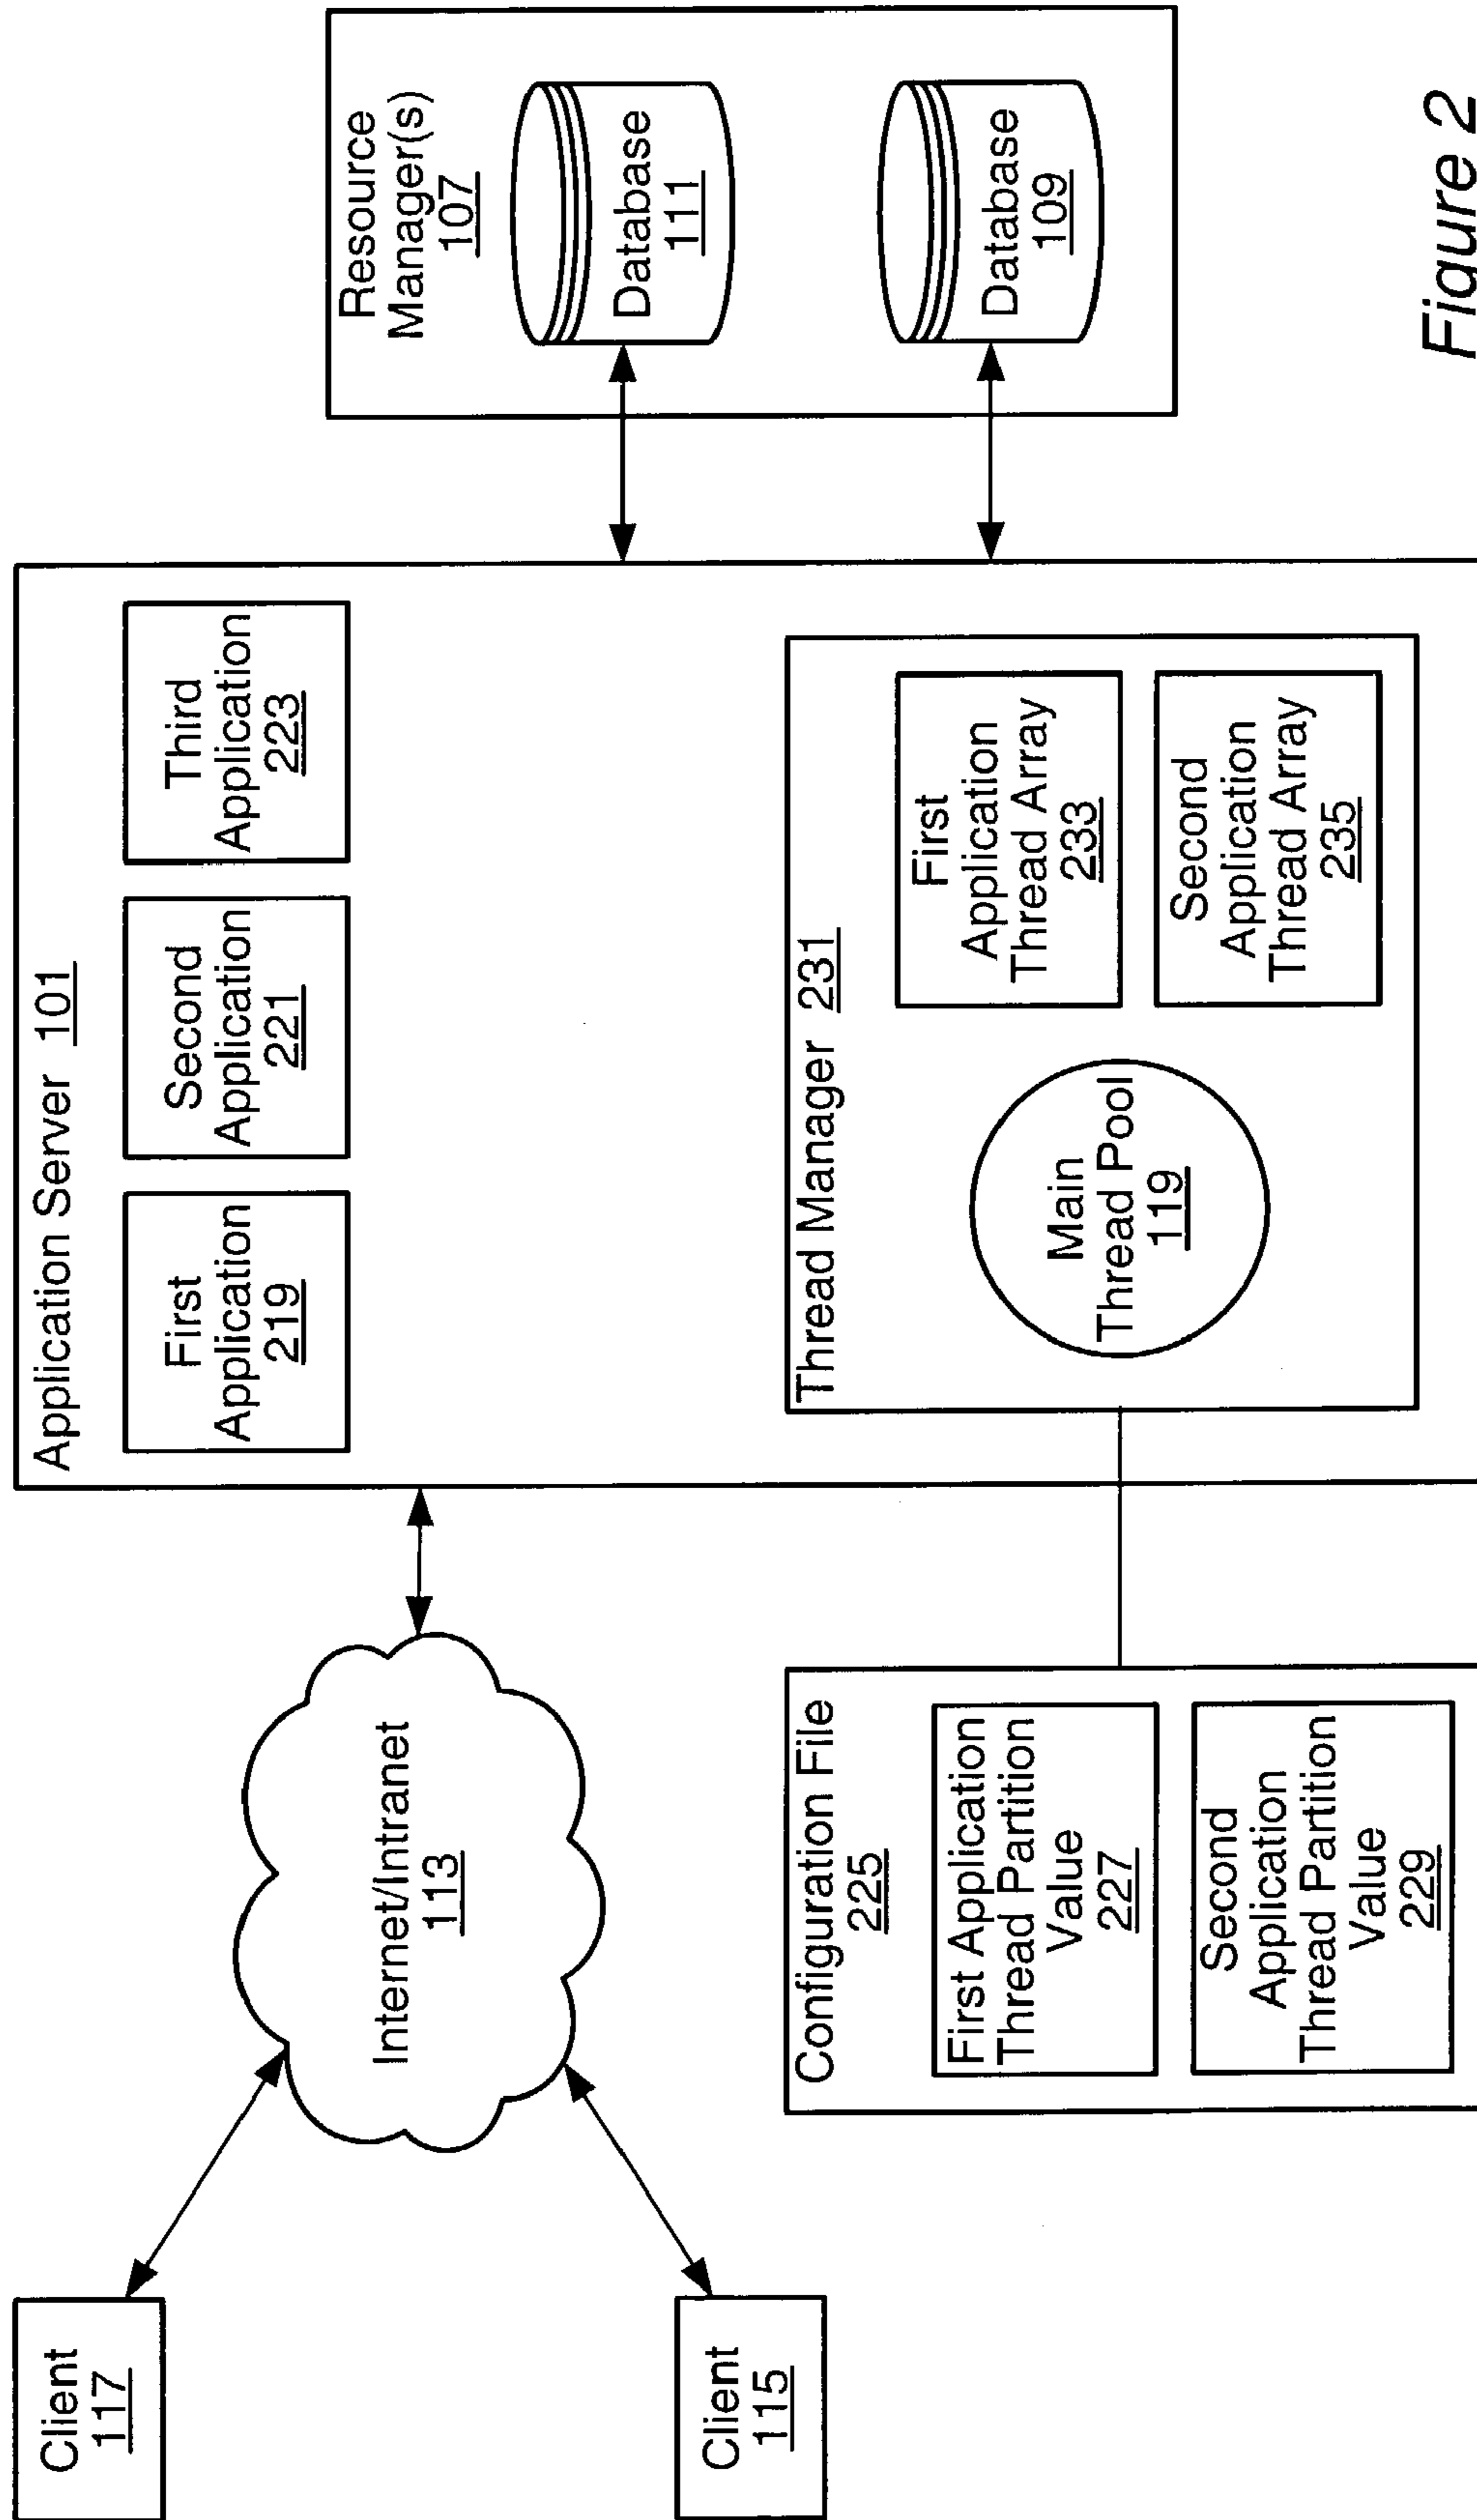 Client
117
Client
115
Internet/Intranet
113
Configuration File
225
First Application
Thread Partition
Value
227
Second
Application
Thread Partition
Value
229
Application Server 101
First
Application
219
Second
Application
221
Third
Application
223
Thread Manager 231
Main
Thread Pool
119
First
Application
Thread Array
233
Second
Application
Thread Array
235
Resource
Manager(s)
107
Database
111
Database
109
Figure 2